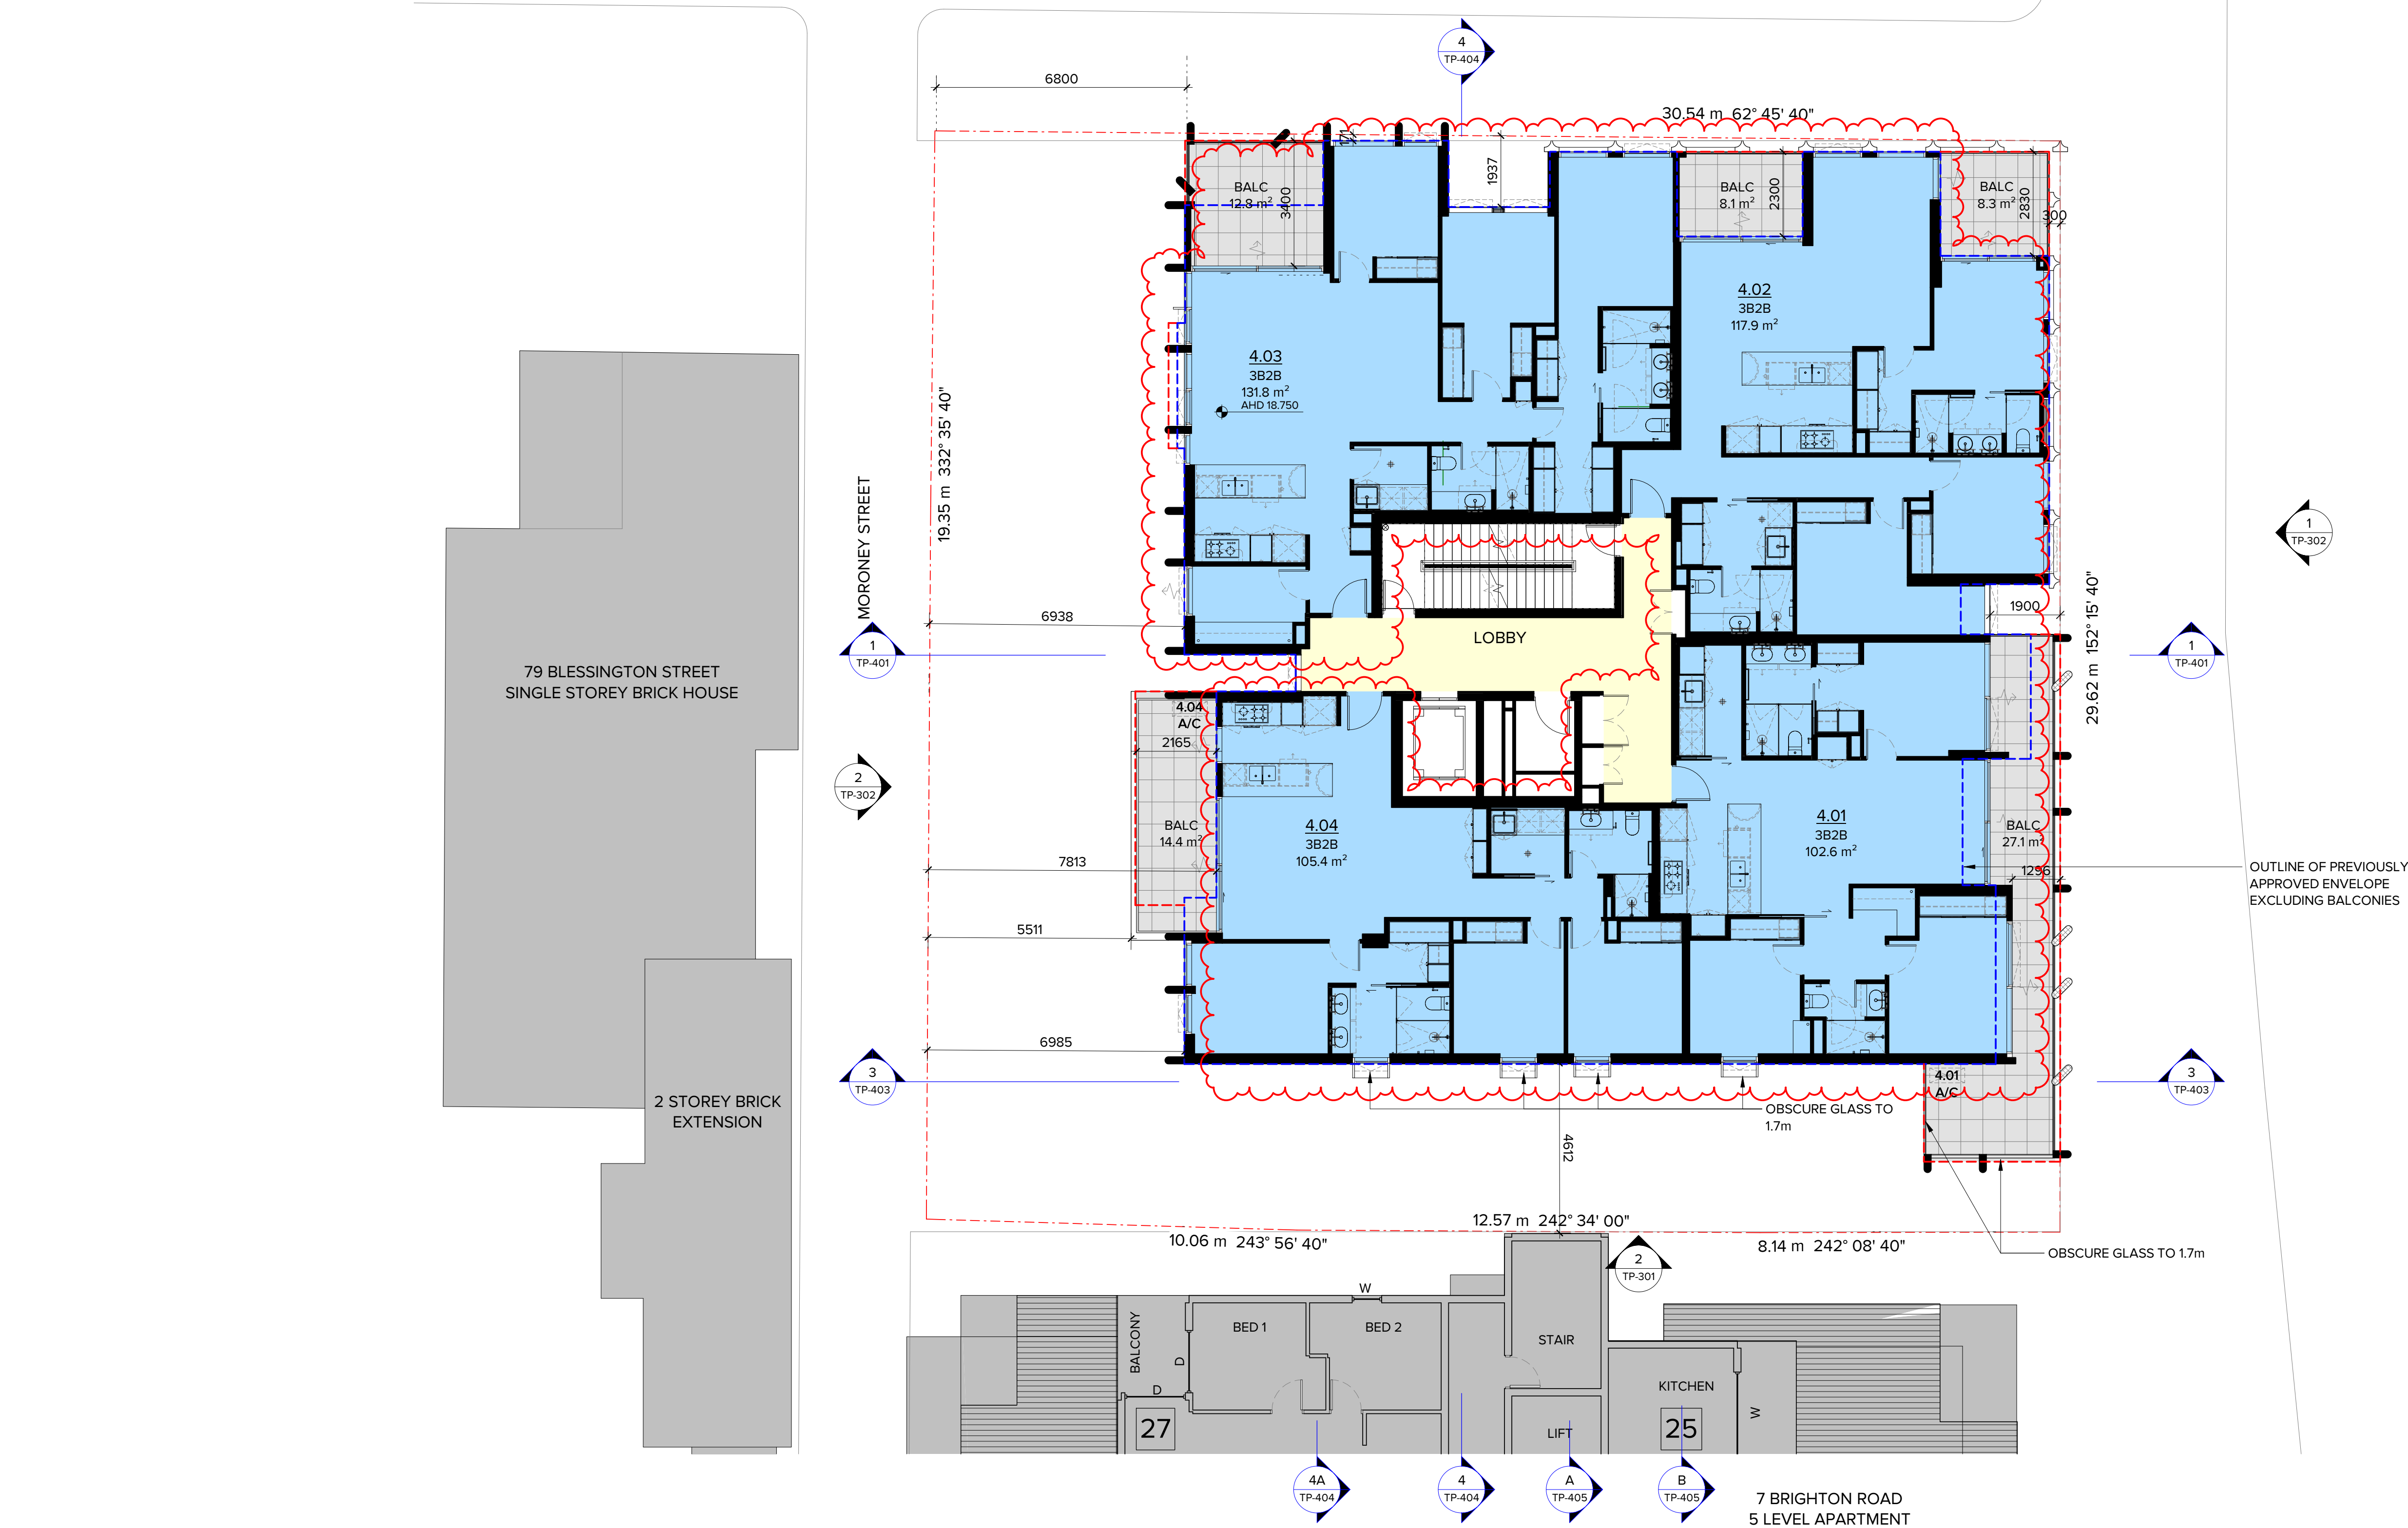 4
TP-404
6800
30.54 m 62° 45' 40"
171
1937
BALC
12.8 m²
3400
BALC
8.1 m²
2300
BALC
8.3 m²
2830
300
4.02
3B2B
117.9 m²
4.03
3B2B
131.8 m²
AHD 18.750
19.35 m 332° 35' 40"
MORONEY STREET
1
TP-302
29.62 m 152° 15' 40"
1900
6938
LOBBY
1
TP-401
1
TP-401
79 BLESSINGTON STREET
SINGLE STOREY BRICK HOUSE
4.04
A/C
2165
2
TP-302
BALC
14.4 m²
4.04
3B2B
105.4 m²
4.01
3B2B
102.6 m²
BALC
27.1 m²
1296
7813
OUTLINE OF PREVIOUSLY
APPROVED ENVELOPE
EXCLUDING BALCONIES
5511
6985
3
TP-403
3
TP-403
4.01
A/C
2 STOREY BRICK
EXTENSION
OBSCURE GLASS TO
1.7m
4612
12.57 m 242° 34' 00"
10.06 m 243° 56' 40"
8.14 m 242° 08' 40"
OBSCURE GLASS TO 1.7m
2
TP-301
W
BALCONY
BED 1
BED 2
STAIR
D
D
KITCHEN
W
27
LIFT
25
4A
TP-404
4
TP-404
A
TP-405
B
TP-405
7 BRIGHTON ROAD
5 LEVEL APARTMENT